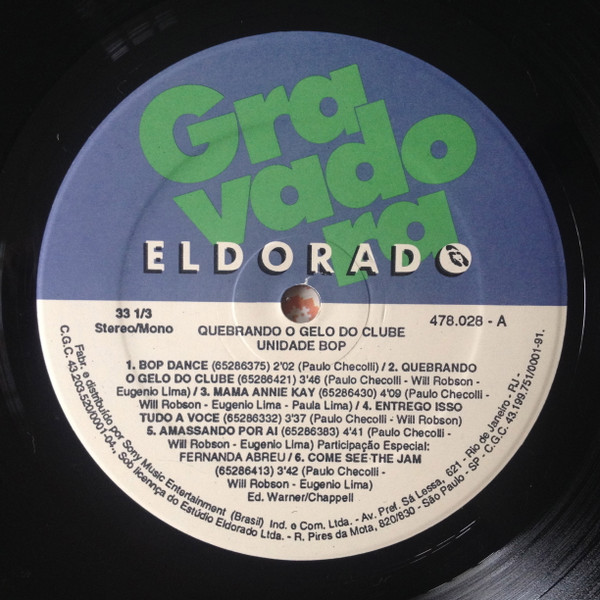 Gra
vado
ra
ELDORADO
33 1/3
Stereo/Mono
478.028 - A
QUEBRANDO O GELO DO CLUBE
UNIDADE BOP
1. BOP DANCE (65286375) 2'02 (Paulo Checolli) / 2. QUEBRANDO
O GELO DO CLUBE (65286421) 3'46 (Paulo Checolli - Will Robson -
Eugenio Lima) / 3. MAMA ANNIE KAY (65286430) 4'09 (Paulo Checolli -
Will Robson - Eugenio Lima - Paula Lima) / 4. ENTREGO ISSO
TUDO A VOCE (65286332) 3'37 (Paulo Checolli)
5. AMASSANDO POR AI (65286383) 4'41 (Paulo Checolli -
Will Robson - Eugenio Lima) Participação Especial:
FERNANDA ABREU / 6. COME SEE THE JAM
(65286413) 3'42 (Paulo Checolli -
Will Robson - Eugenio Lima)
Ed. Warner/Chappell
Fabr. e distribuído por Sony Music Entertainment (Brasil) Ind. e Com. Ltda. - Av. Pref. Sá Lessa, 621 - Rio de Janeiro - RJ -
C.G.C. 43.203.520/0001-04. Sob licennça do Estúdio Eldorado Ltda. - R. Pires da Mota, 820/830 - São Paulo - SP - C.G.C. 43.199.751/0001-91.